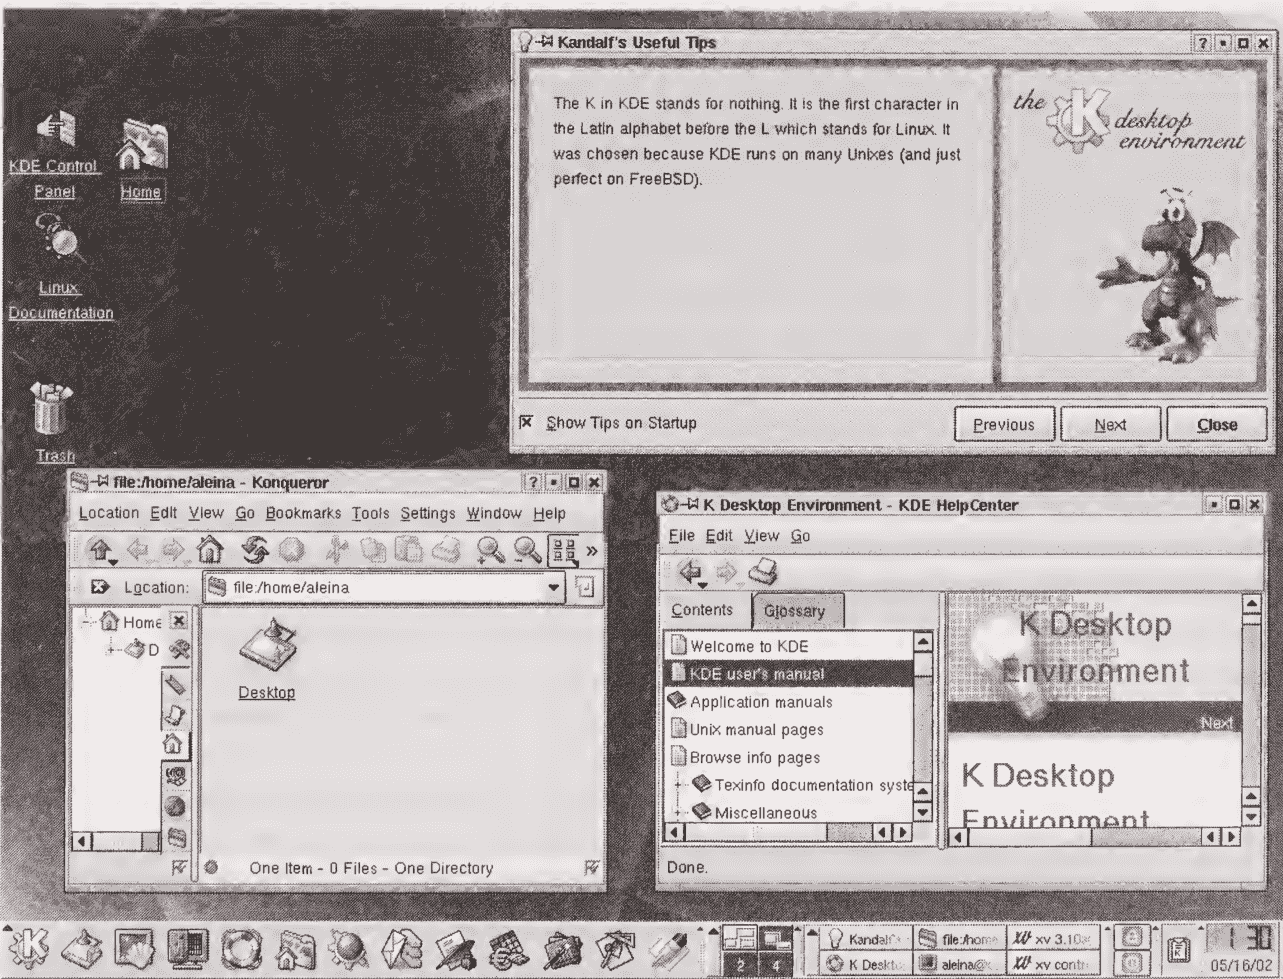 KDE Control
Panel
Home
Linux
Documentation
Trash
Kandalf's Useful Tips
The K in KDE stands for nothing. It is the first character in
the Latin alphabet before the L which stands for Linux. It
was chosen because KDE runs on many Unixes (and just
perfect on FreeBSD).
the K desktop
environment
Show Tips on Startup
Previous
Next
Close
file:/home/aleina - Konqueror
Location Edit View Go Bookmarks Tools Settings Window Help
Location:
file:/home/aleina
Home
D
Desktop
One Item - 0 Files - One Directory
K Desktop Environment - KDE HelpCenter
File Edit View Go
Contents
Glossary
Welcome to KDE
KDE user's manual
Application manuals
Unix manual pages
Browse info pages
Texinfo documentation syste
Miscellaneous
K Desktop
Environment
Next
K Desktop
Environment
Done.
K
2 4
Kandalf's
file:/home
xv 3.10a
K Deskto
aleina@
xv contr
1:30
05/16/02